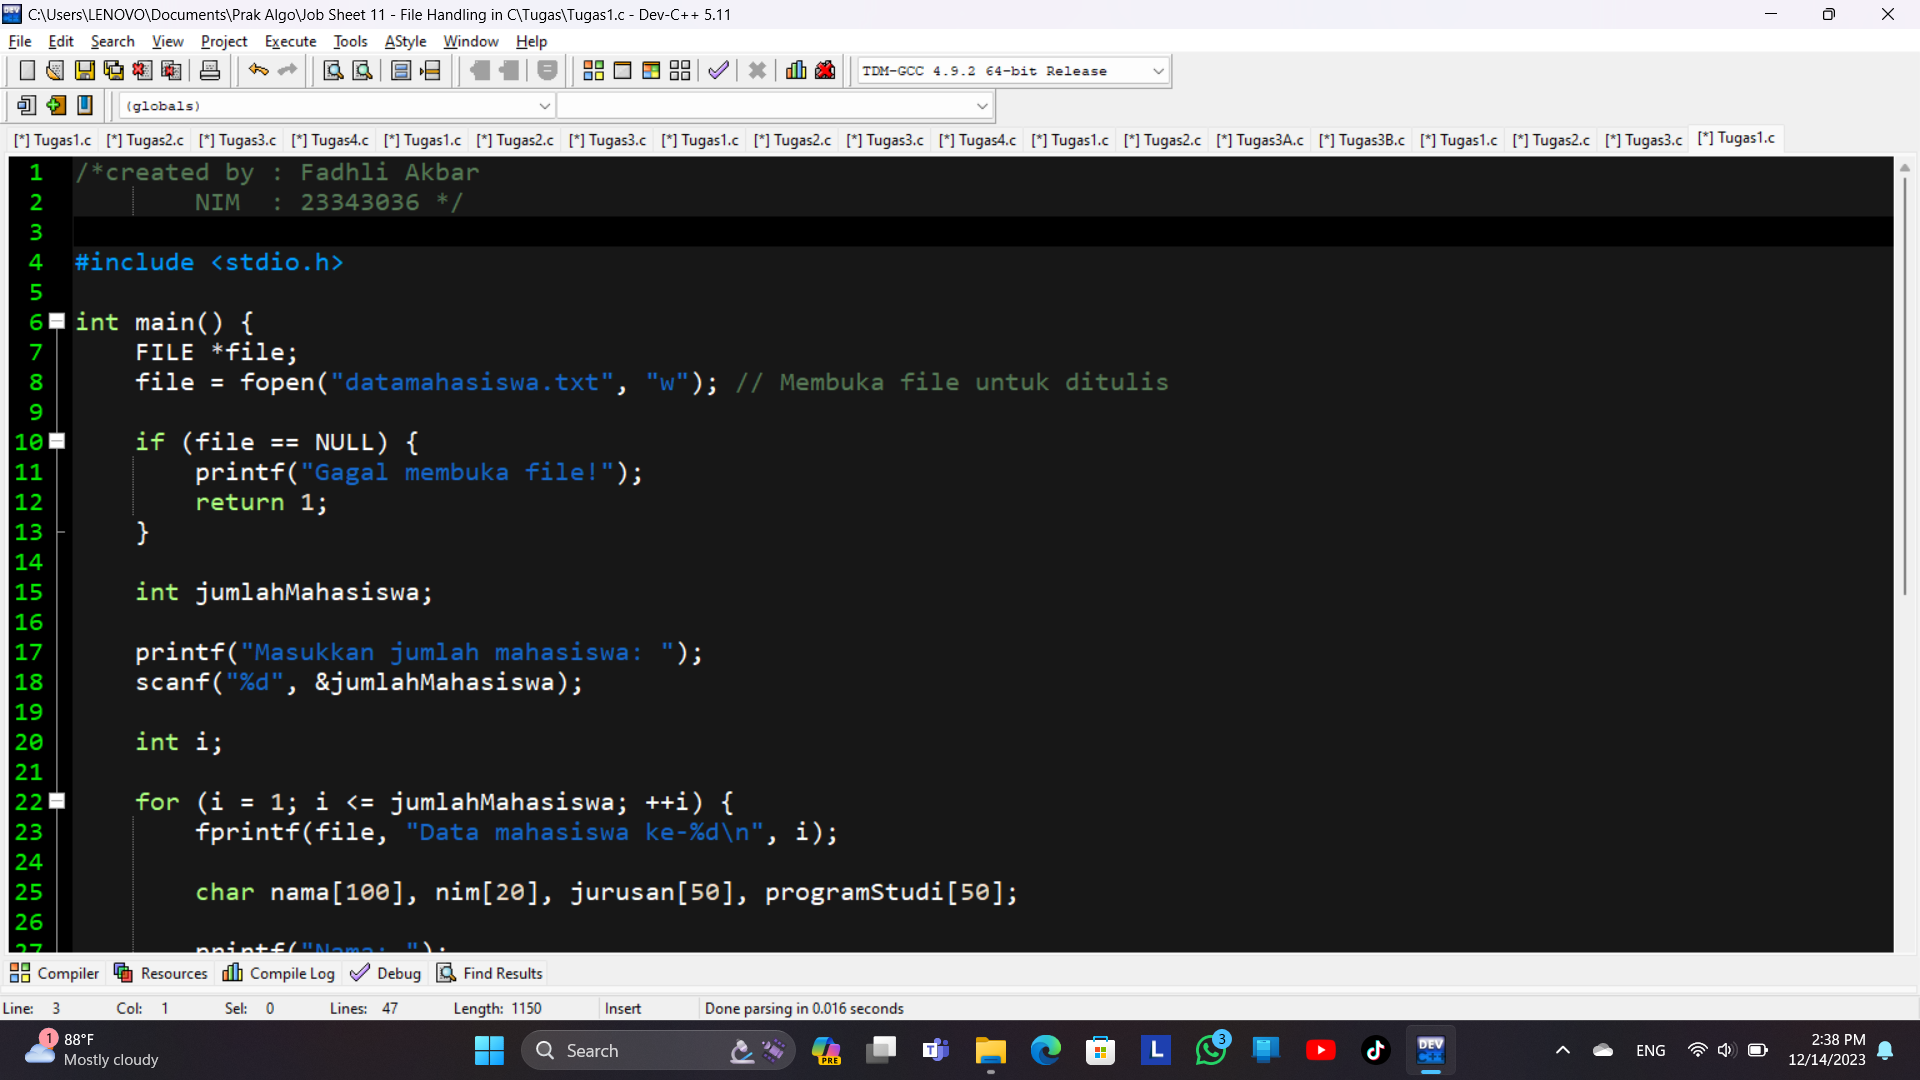 C:\Users\LENOVO\Documents\Prak Algo\Job Sheet 11 - File Handling in C\Tugas\Tugas1.c - Dev-C++ 5.11
File Edit Search View Project Execute Tools AStyle Window Help
TDM-GCC 4.9.2 64-bit Release
(globals)
[*] Tugas1.c [*] Tugas2.c [*] Tugas3.c [*] Tugas4.c [*] Tugas1.c [*] Tugas2.c [*] Tugas3.c [*] Tugas1.c [*] Tugas2.c [*] Tugas3.c [*] Tugas4.c [*] Tugas1.c [*] Tugas2.c [*] Tugas3A.c [*] Tugas3B.c [*] Tugas1.c [*] Tugas2.c [*] Tugas3.c [*] Tugas1.c
1 /*created by : Fadhli Akbar
2 NIM : 23343036 */
3
4 #include <stdio.h>
5
6 int main() {
7 FILE *file;
8 file = fopen("datamahasiswa.txt", "w"); // Membuka file untuk ditulis
9
10 if (file == NULL) {
11 printf("Gagal membuka file!");
12 return 1;
13 }
14
15 int jumlahMahasiswa;
16
17 printf("Masukkan jumlah mahasiswa: ");
18 scanf("%d", &jumlahMahasiswa);
19
20 int i;
21
22 for (i = 1; i <= jumlahMahasiswa; ++i) {
23 fprintf(file, "Data mahasiswa ke-%d\n", i);
24
25 char nama[100], nim[20], jurusan[50], programStudi[50];
26
27 printf("Nama: ");
Compiler Resources Compile Log Debug Find Results
Line: 3 Col: 1 Sel: 0 Lines: 47 Length: 1150 Insert Done parsing in 0.016 seconds
1 88°F
Mostly cloudy
Search
PRE
L
3
DEV
C++
ENG
2:38 PM
12/14/2023